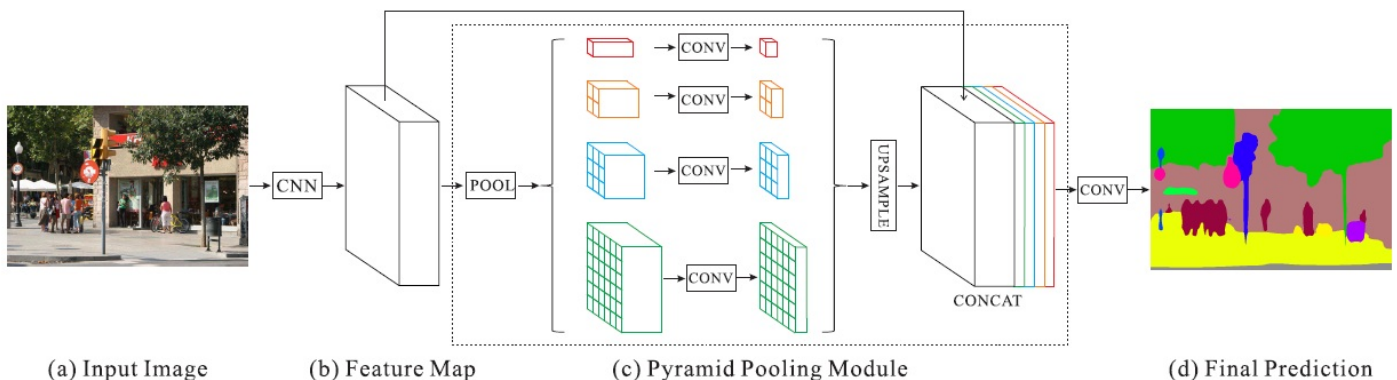 CONV
CONV
CNN
POOL
CONV
UPSAMPLE
CONV
CONV
CONCAT
(a) Input Image
(b) Feature Map
(c) Pyramid Pooling Module
(d) Final Prediction